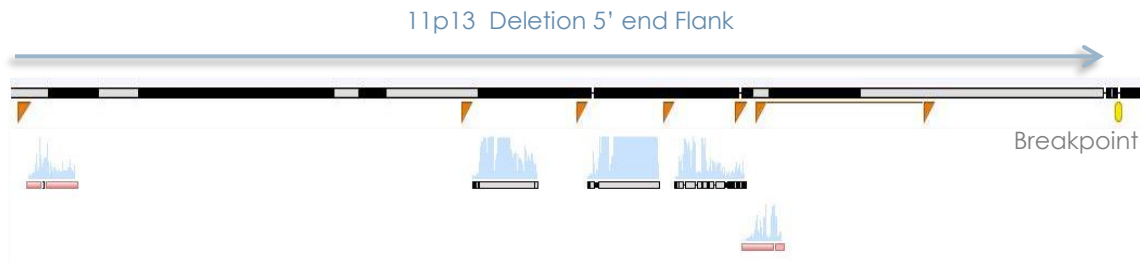 11p13  Deletion 5’ end Flank
Breakpoint